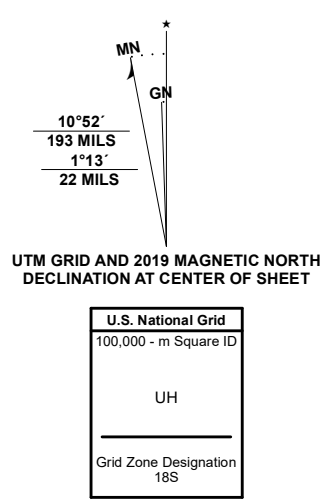 ★
MN
GN
10°52´
193 MILS
1°13´
22 MILS
UTM GRID AND 2019 MAGNETIC NORTH
DECLINATION AT CENTER OF SHEET
U.S. National Grid
100,000 - m Square ID
UH
Grid Zone Designation
18S